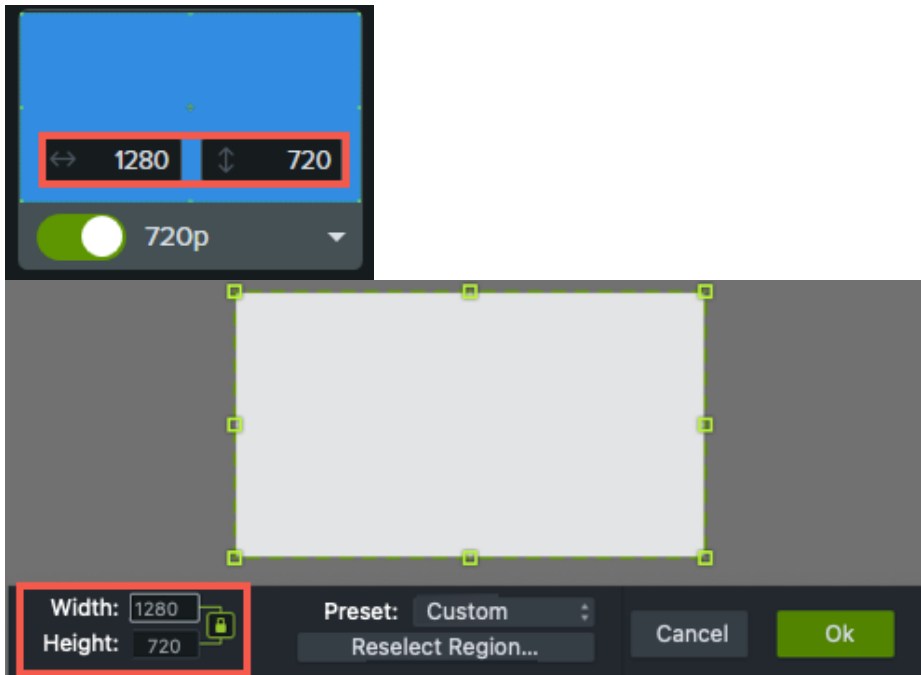 1280 720
720p
Width: 1280
Preset: Custom
Height: 720
Reselect Region...
Cancel
Ok